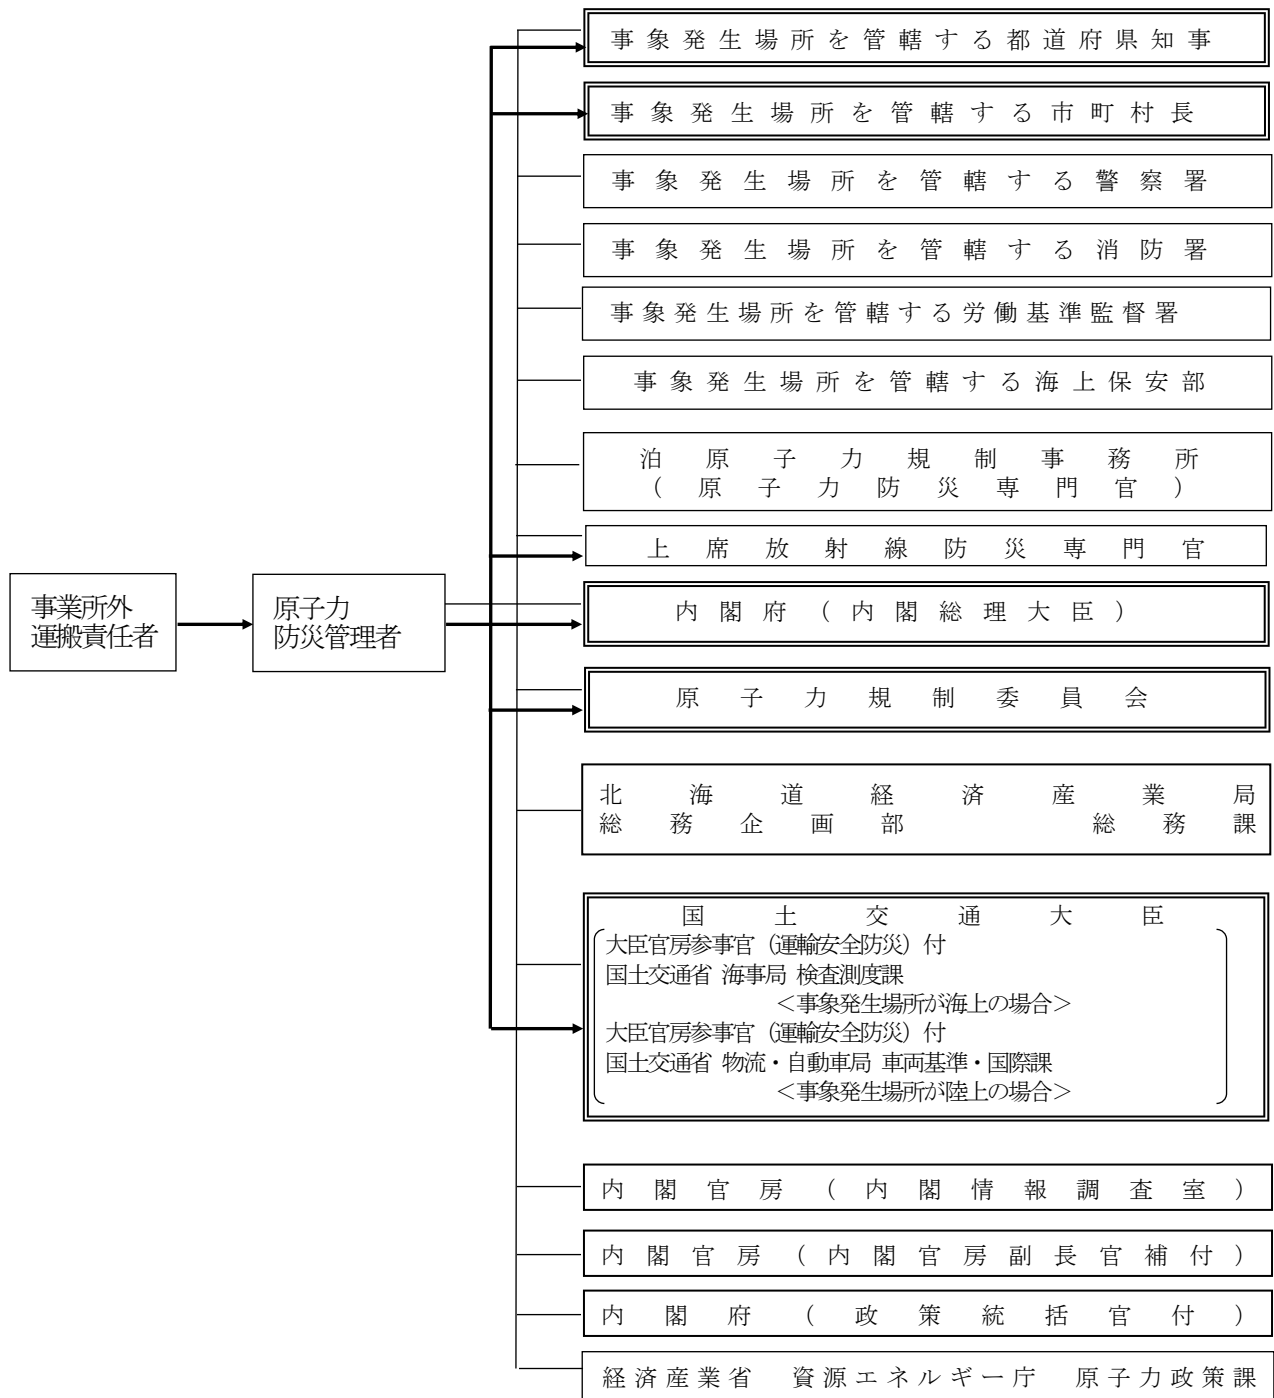 事象発生場所を管轄する都道府県知事
事象発生場所を管轄する市町村長
事象発生場所を管轄する警察署
事象発生場所を管轄する消防署
事象発生場所を管轄する労働基準監督署
事象発生場所を管轄する海上保安部
泊原子力規制事務所
(原子力防災専門官)
上席放射線防災専門官
事業所外
運搬責任者
原子力
防災管理者
内閣府(内閣総理大臣)
原子力規制委員会
北海道経済産業局
総務企画部 総務課
国土交通大臣
大臣官房参事官(運輸安全防災)付
国土交通省 海事局 検査測度課
<事象発生場所が海上の場合>
大臣官房参事官(運輸安全防災)付
国土交通省 物流・自動車局 車両基準・国際課
<事象発生場所が陸上の場合>
内閣官房(内閣情報調査室)
内閣官房(内閣官房副長官補付)
内閣府(政策統括官付)
経済産業省 資源エネルギー庁 原子力政策課